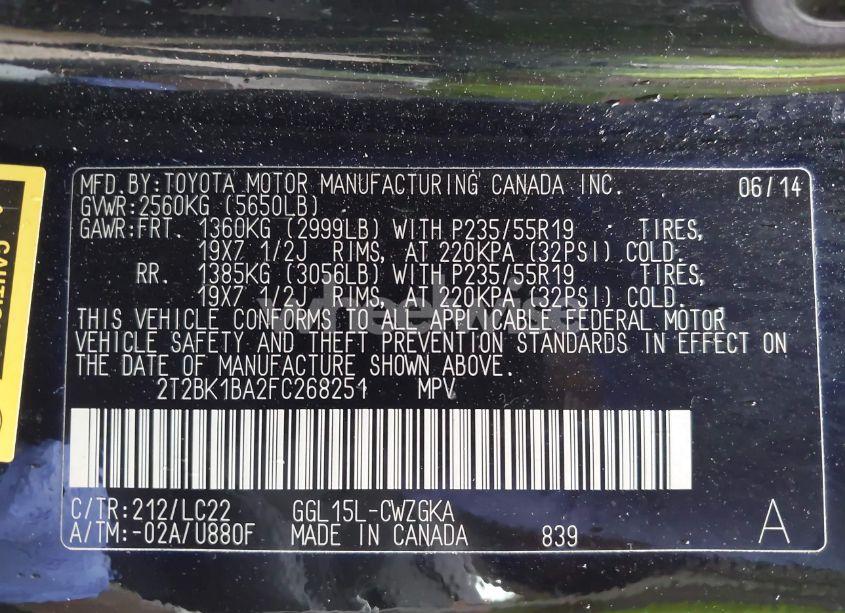 MFD.BY:TOYOTA MOTOR MANUFACTURING CANADA INC. 06/14
GVWR:2560KG (5650LB)
GAWR:FRT. 1360KG (2999LB) WITH P235/55R19 TIRES,
19X7 1/2J RIMS, AT 220KPA (32PSI) COLD.
RR. 1385KG (3056LB) WITH P235/55R19 TIRES,
19X7 1/2J RIMS, AT 220KPA (32PSI) COLD.
THIS VEHICLE CONFORMS TO ALL APPLICABLE FEDERAL MOTOR
VEHICLE SAFETY AND THEFT PREVENTION STANDARDS IN EFFECT ON
THE DATE OF MANUFACTURE SHOWN ABOVE.
2T2BK1BA2FC268251 MPV
C/TR:212/LC22 GGL15L-CWZGKA
A/TM:-02A/U880F MADE IN CANADA 839 A
wheelwise